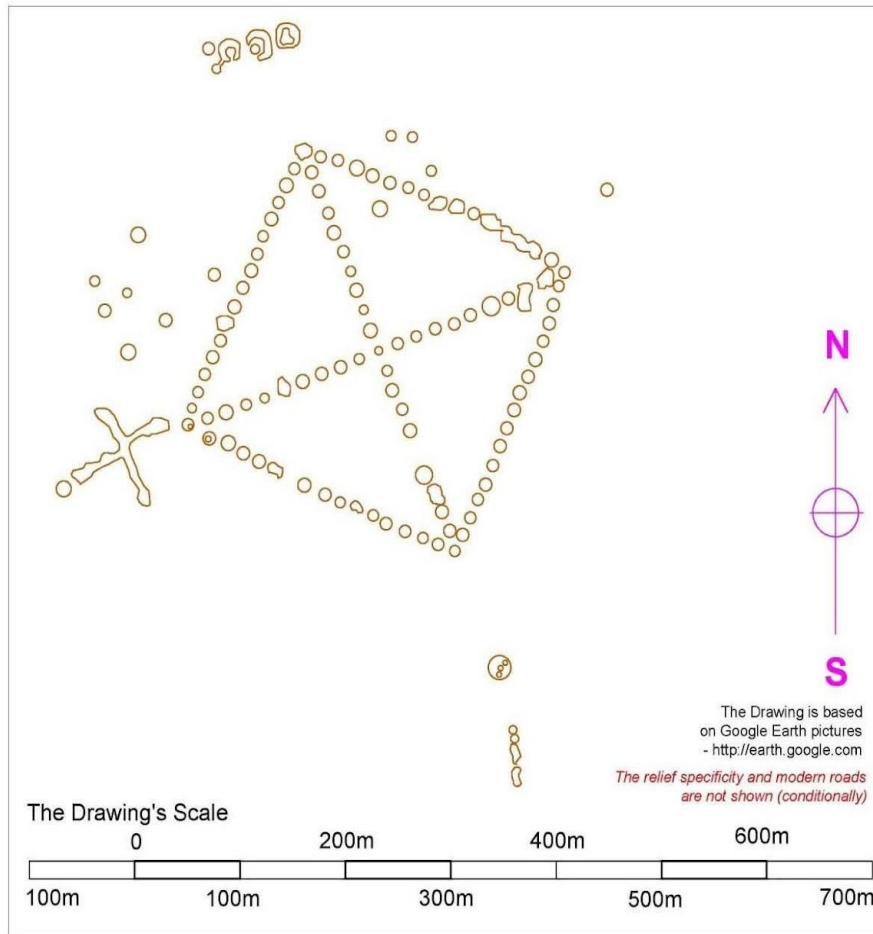 N
S
The Drawing is based
on Google Earth pictures
- http://earth.google.com
The relief specificity and modern roads
are not shown (conditionally)
The Drawing's Scale
0 200m 400m 600m
100m 100m 300m 500m 700m